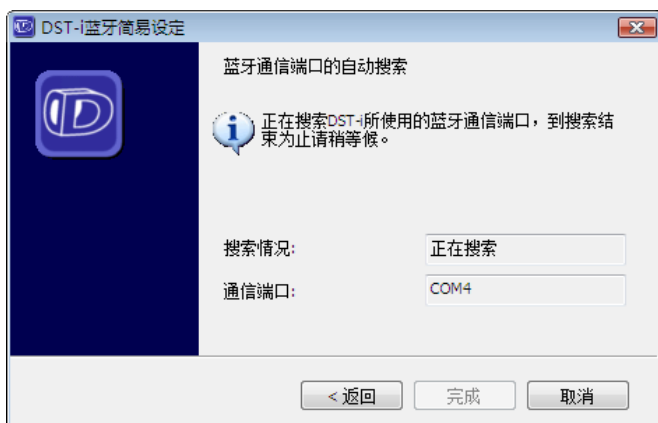 DST-i蓝牙简易设定
蓝牙通信端口的自动搜索
正在搜索DST-i所使用的蓝牙通信端口，到搜索结
束为止请稍等候。
搜索情况: 正在搜索
通信端口: COM4
<返回 完成 取消